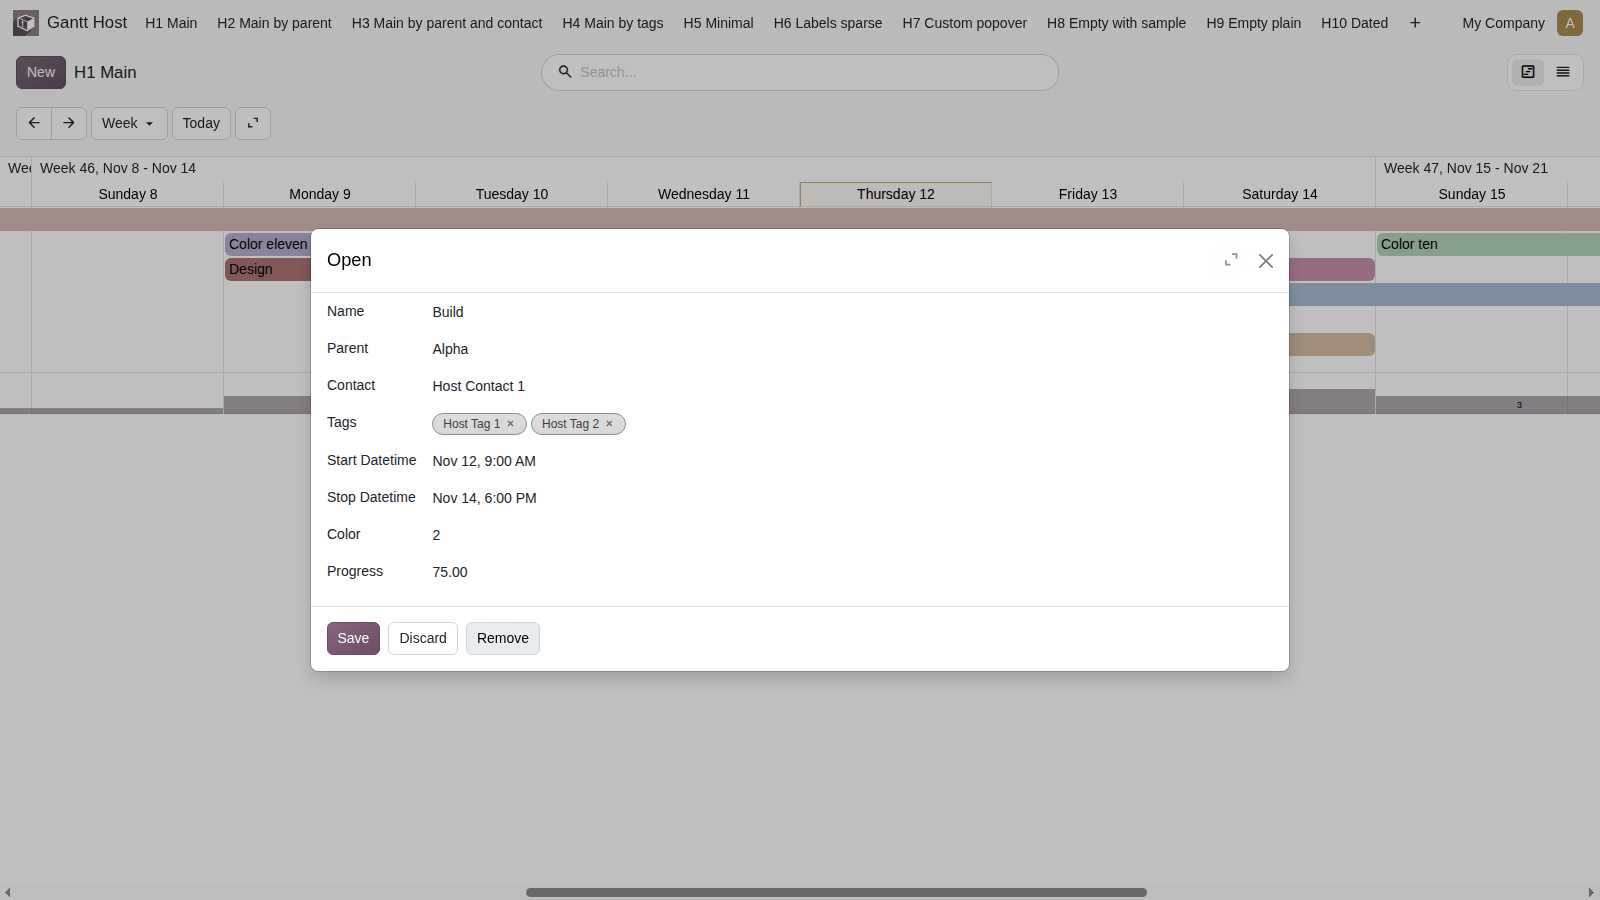 Gantt Host H1 Main H2 Main by parent H3 Main by parent and contact H4 Main by tags H5 Minimal H6 Labels sparse H7 Custom popover H8 Empty with sample H9 Empty plain H10 Dated + My Company A
New H1 Main Search...
Week Today
Wee Week 46, Nov 8 - Nov 14 Week 47, Nov 15 - Nov 21
Sunday 8 Monday 9 Tuesday 10 Wednesday 11 Thursday 12 Friday 13 Saturday 14 Sunday 15
Color eleven Color ten
Design
3
Open
Name Build
Parent Alpha
Contact Host Contact 1
Tags Host Tag 1 × Host Tag 2 ×
Start Datetime Nov 12, 9:00 AM
Stop Datetime Nov 14, 6:00 PM
Color 2
Progress 75.00
Save Discard Remove